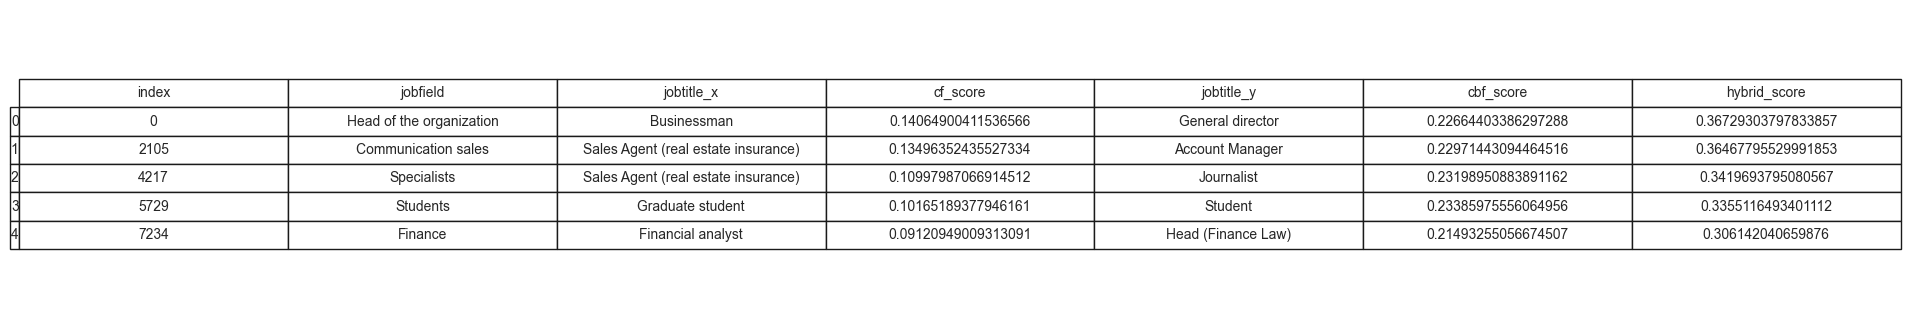 index jobfield jobtitle_x cf_score jobtitle_y cbf_score hybrid_score
0 0 Head of the organization Businessman 0.14064900411536566 General director 0.22664403386297288 0.36729303797833857
1 2105 Communication sales Sales Agent (real estate insurance) 0.13496352435527334 Account Manager 0.22971443094464516 0.36467795529991853
2 4217 Specialists Sales Agent (real estate insurance) 0.10997987066914512 Journalist 0.23198950883891162 0.3419693795080567
3 5729 Students Graduate student 0.10165189377946161 Student 0.23385975556064956 0.3355116493401112
4 7234 Finance Financial analyst 0.09120949009313091 Head (Finance Law) 0.21493255056674507 0.306142040659876